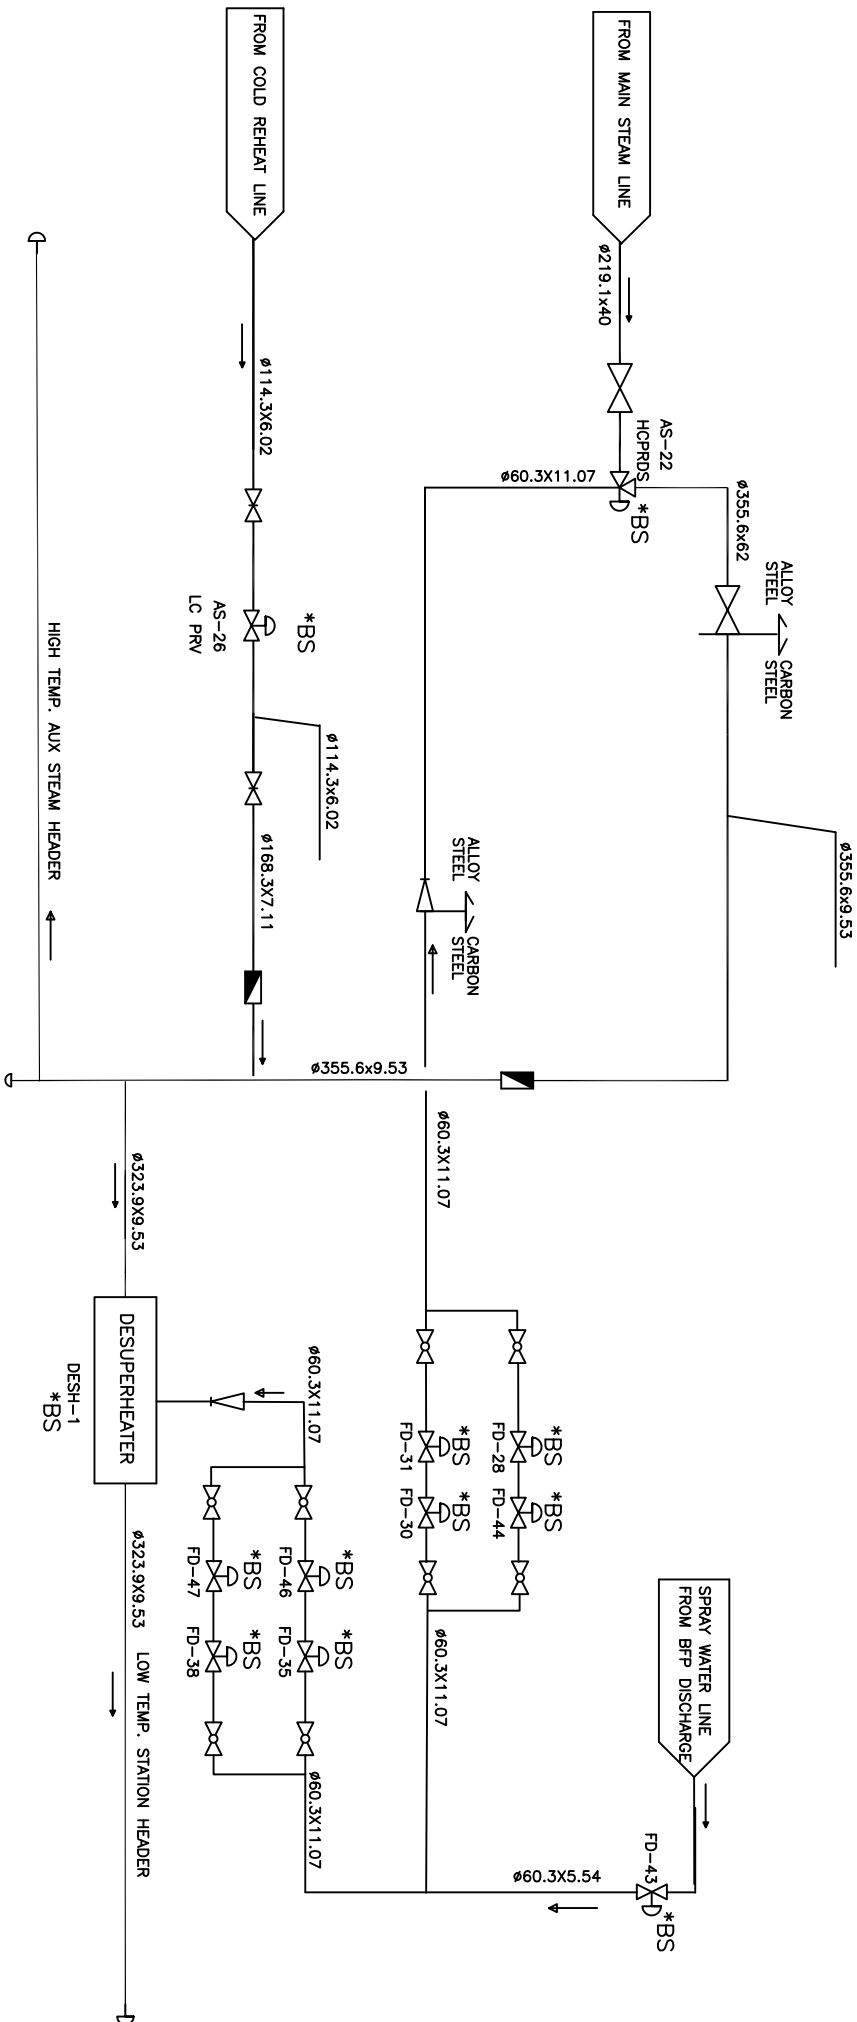 FROM MAIN STEAM LINE
ø219.1x40
AS-22
HCPRDS
*BS
ø355.6x62
ALLOY
STEEL
CARBON
STEEL
ø355.6x9.53
ø60.3X11.07
ALLOY
STEEL
CARBON
STEEL
FROM COLD REHEAT LINE
ø114.3X6.02
*BS
AS-26
LC PRV
ø114.3x6.02
ø168.3X7.11
ø355.6x9.53
HIGH TEMP. AUX STEAM HEADER
ø60.3X11.07
*BS
FD-28
*BS
FD-44
*BS
FD-31
*BS
FD-30
ø60.3X11.07
SPRAY WATER LINE
FROM BFP DISCHARGE
FD-43
*BS
ø60.3X5.54
ø60.3X11.07
*BS
FD-46
*BS
FD-35
*BS
FD-47
*BS
FD-38
ø60.3X11.07
ø323.9X9.53
DESUPERHEATER
DESH-1
*BS
ø323.9X9.53
LOW TEMP. STATION HEADER